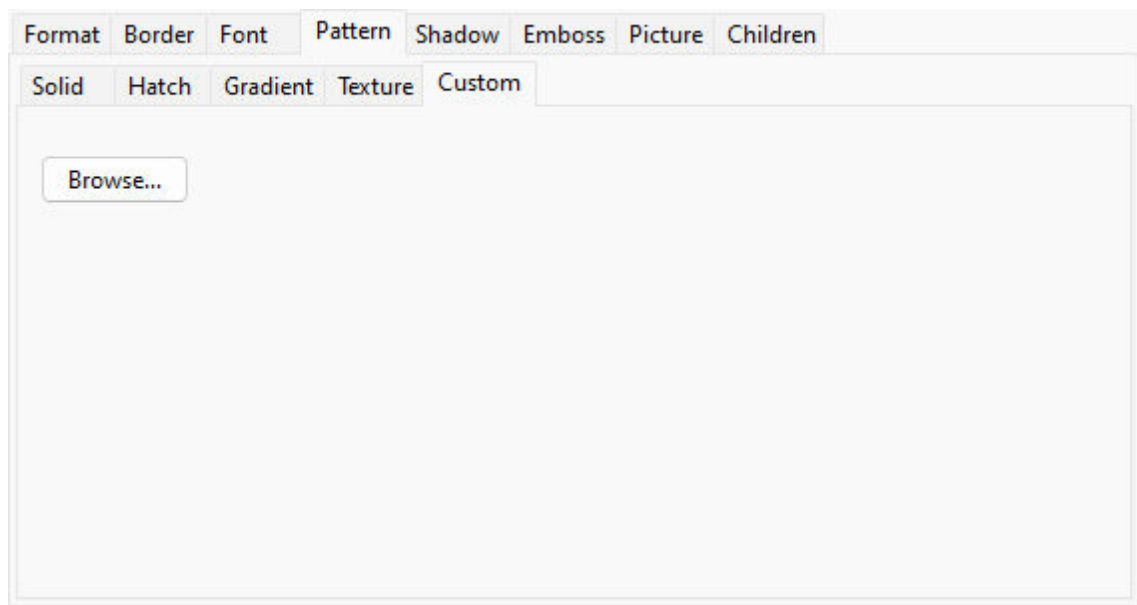 Format Border Font Pattern Shadow Emboss Picture Children
Solid Hatch Gradient Texture Custom
Browse...